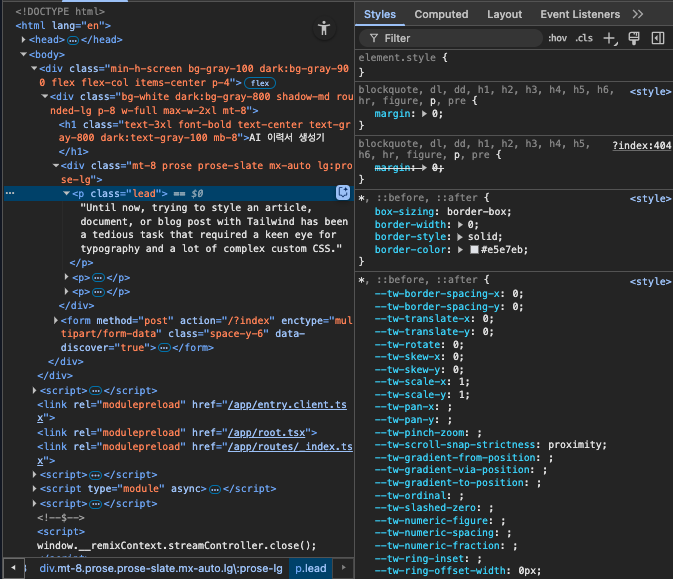 <!DOCTYPE html>
<html lang="en">
<head> ⋯ </head>
<body>
<div class="min-h-screen bg-gray-100 dark:bg-gray-90
0 flex flex-col items-center p-4"> flex
<div class="bg-white dark:bg-gray-800 shadow-md rou
nded-lg p-8 w-full max-w-2xl mt-8">
<h1 class="text-3xl font-bold text-center text-gr
ay-800 dark:text-gray-100 mb-8">AI 이력서 생성기
</h1>
<div class="mt-8 prose prose-slate mx-auto lg:pro
se-lg">
<p class="lead"> == $0
"Until now, trying to style an article,
document, or blog post with Tailwind has been
a tedious task that required a keen eye for
typography and a lot of complex custom CSS."
</p>
<p> ⋯ </p>
<p> ⋯ </p>
</div>
<form method="post" action="/?index" enctype="mul
tipart/form-data" class="space-y-6" data-
discover="true"> ⋯ </form>
</div>
</div>
<script> ⋯ </script>
<link rel="modulepreload" href="/app/entry.client.ts
x">
<link rel="modulepreload" href="/app/root.tsx">
<link rel="modulepreload" href="/app/routes/_index.ts
x">
<script> ⋯ </script>
<script type="module" async> ⋯ </script>
<script> ⋯ </script>
<!--$-->
<script>
window.__remixContext.streamController.close();
div.mt-8.prose.prose-slate.mx-auto.lg\:prose-lg p.lead
Styles Computed Layout Event Listeners
Filter :hov .cls
element.style {
}
blockquote, dl, dd, h1, h2, h3, h4, h5, h6, <style>
hr, figure, p, pre {
margin: 0;
}
blockquote, dl, dd, h1, h2, h3, h4, h5, ?index:404
h6, hr, figure, p, pre {
margin: 0;
}
*, ::before, ::after { <style>
box-sizing: border-box;
border-width: 0;
border-style: solid;
border-color: #e5e7eb;
}
*, ::before, ::after { <style>
--tw-border-spacing-x: 0;
--tw-border-spacing-y: 0;
--tw-translate-x: 0;
--tw-translate-y: 0;
--tw-rotate: 0;
--tw-skew-x: 0;
--tw-skew-y: 0;
--tw-scale-x: 1;
--tw-scale-y: 1;
--tw-pan-x: ;
--tw-pan-y: ;
--tw-pinch-zoom: ;
--tw-scroll-snap-strictness: proximity;
--tw-gradient-from-position: ;
--tw-gradient-via-position: ;
--tw-gradient-to-position: ;
--tw-ordinal: ;
--tw-slashed-zero: ;
--tw-numeric-figure: ;
--tw-numeric-spacing: ;
--tw-numeric-fraction: ;
--tw-ring-inset: ;
--tw-ring-offset-width: 0px;